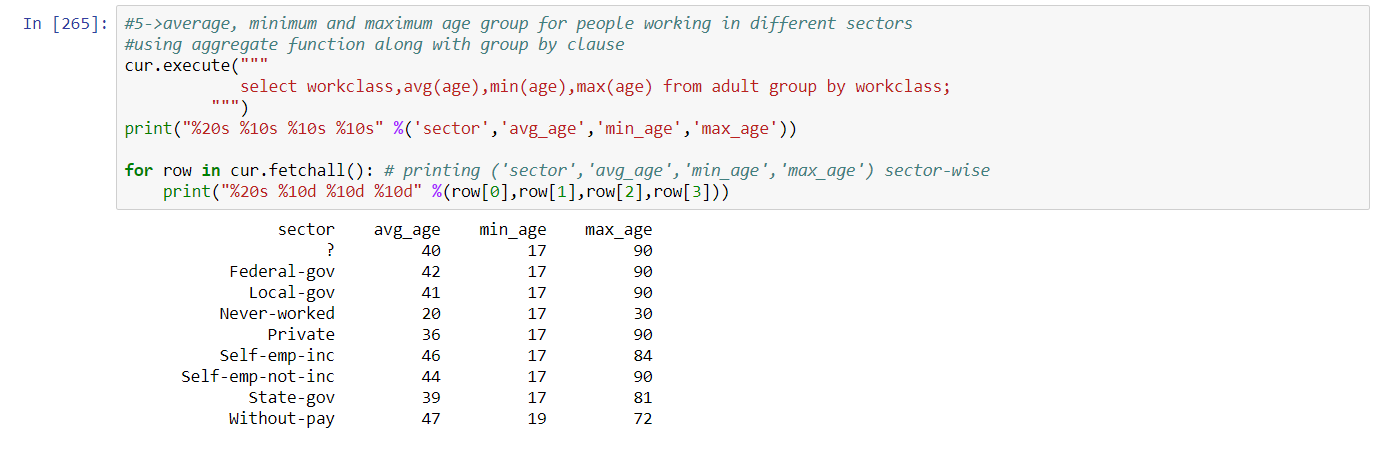 In [265]: #5->average, minimum and maximum age group for people working in different sectors
#using aggregate function along with group by clause
cur.execute("""
            select workclass,avg(age),min(age),max(age) from adult group by workclass;
         """)
print("%20s %10s %10s %10s" %('sector','avg_age','min_age','max_age'))
for row in cur.fetchall(): # printing ('sector','avg_age','min_age','max_age') sector-wise
    print("%20s %10d %10d %10d" %(row[0],row[1],row[2],row[3]))
sector avg_age min_age max_age
? 40 17 90
Federal-gov 42 17 90
Local-gov 41 17 90
Never-worked 20 17 30
Private 36 17 90
Self-emp-inc 46 17 84
Self-emp-not-inc 44 17 90
State-gov 39 17 81
Without-pay 47 19 72